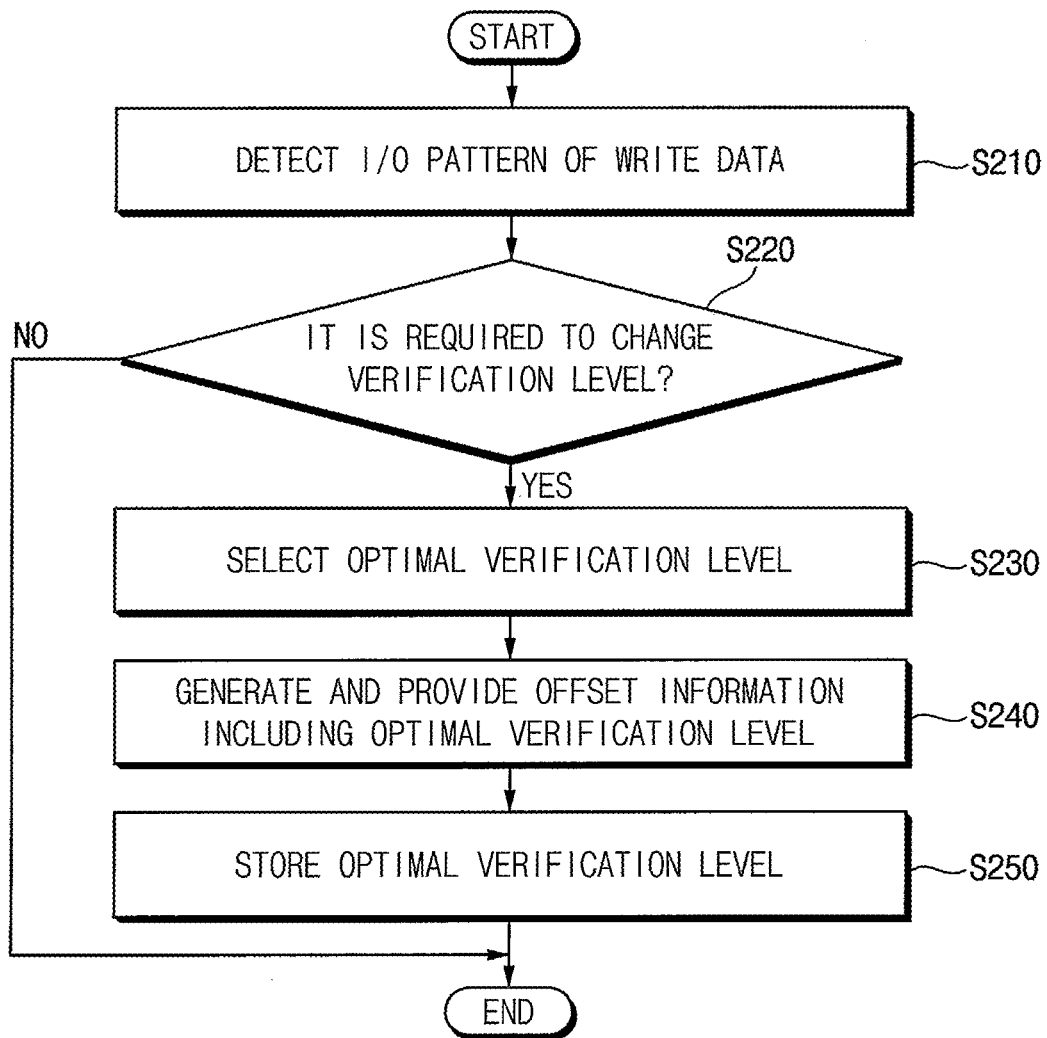 START
DETECT I/O PATTERN OF WRITE DATA
S210
S220
NO
IT IS REQUIRED TO CHANGE
VERIFICATION LEVEL?
YES
SELECT OPTIMAL VERIFICATION LEVEL
S230
GENERATE AND PROVIDE OFFSET INFORMATION
INCLUDING OPTIMAL VERIFICATION LEVEL
S240
STORE OPTIMAL VERIFICATION LEVEL
S250
END